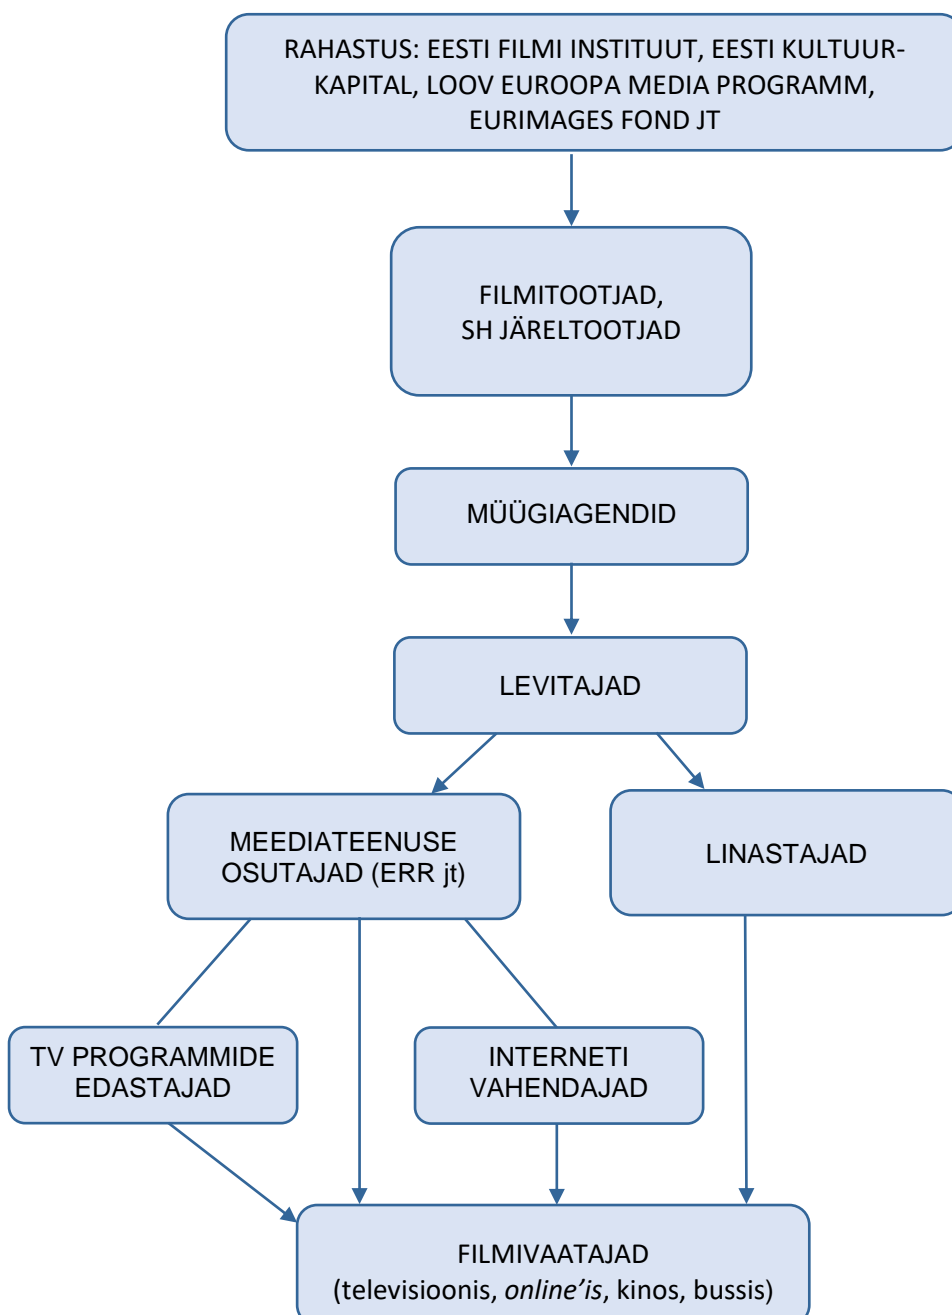 RAHASTUS: EESTI FILMI INSTITUUT, EESTI KULTUUR-
KAPITAL, LOOV EUROOPA MEDIA PROGRAMM,
EURIMAGES FOND JT
FILMITOOTJAD,
SH JÄRELTOOTJAD
MÜÜGIAGENDID
LEVITAJAD
MEEDIATEENUSE
OSUTAJAD (ERR jt)
LINASTAJAD
TV PROGRAMMIDE
EDASTAJAD
INTERNETI
VAHENDAJAD
FILMIVAATAJAD
(televisioonis, online’is, kinos, bussis)